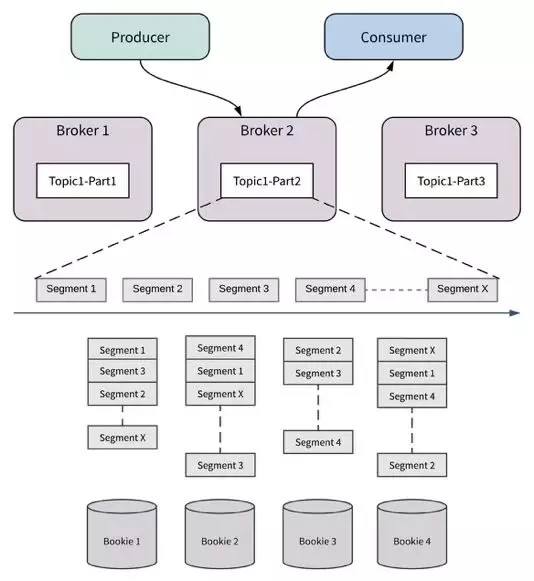 Producer
Consumer
Broker 1
Broker 2
Broker 3
Topic1-Part1
Topic1-Part2
Topic1-Part3
Segment 1
Segment 2
Segment 3
Segment 4
Segment X
Segment 1
Segment 3
Segment 2
Segment X
Segment 4
Segment 1
Segment X
Segment 3
Segment 2
Segment 3
Segment 4
Segment X
Segment 1
Segment 4
Segment 2
Bookie 1
Bookie 2
Bookie 3
Bookie 4